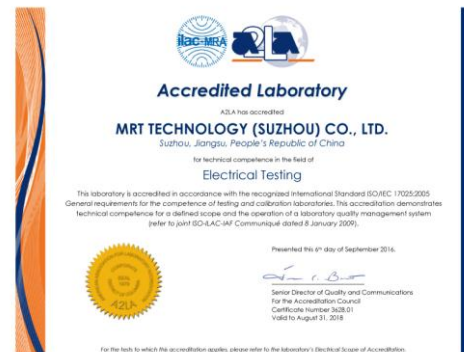 ilac-MRA
A2LA
Accredited Laboratory
A2LA has accredited
MRT TECHNOLOGY (SUZHOU) CO., LTD.
Suzhou, Jiangsu, People's Republic of China
for technical competence in the field of
Electrical Testing
This laboratory is accredited in accordance with the recognized International Standard ISO/IEC 17025:2005
General requirements for the competence of testing and calibration laboratories. This accreditation demonstrates
technical competence for a defined scope and the operation of a laboratory quality management system
(refer to joint ISO-ILAC-IAF Communiqué dated 8 January 2009).
Presented this 6th day of September 2016.
Senior Director of Quality and Communications
For the Accreditation Council
Certificate Number 3628.01
Valid to August 31, 2018
SEAL
A2LA
For the tests to which this accreditation applies, please refer to the laboratory's Electrical Scope of Accreditation.